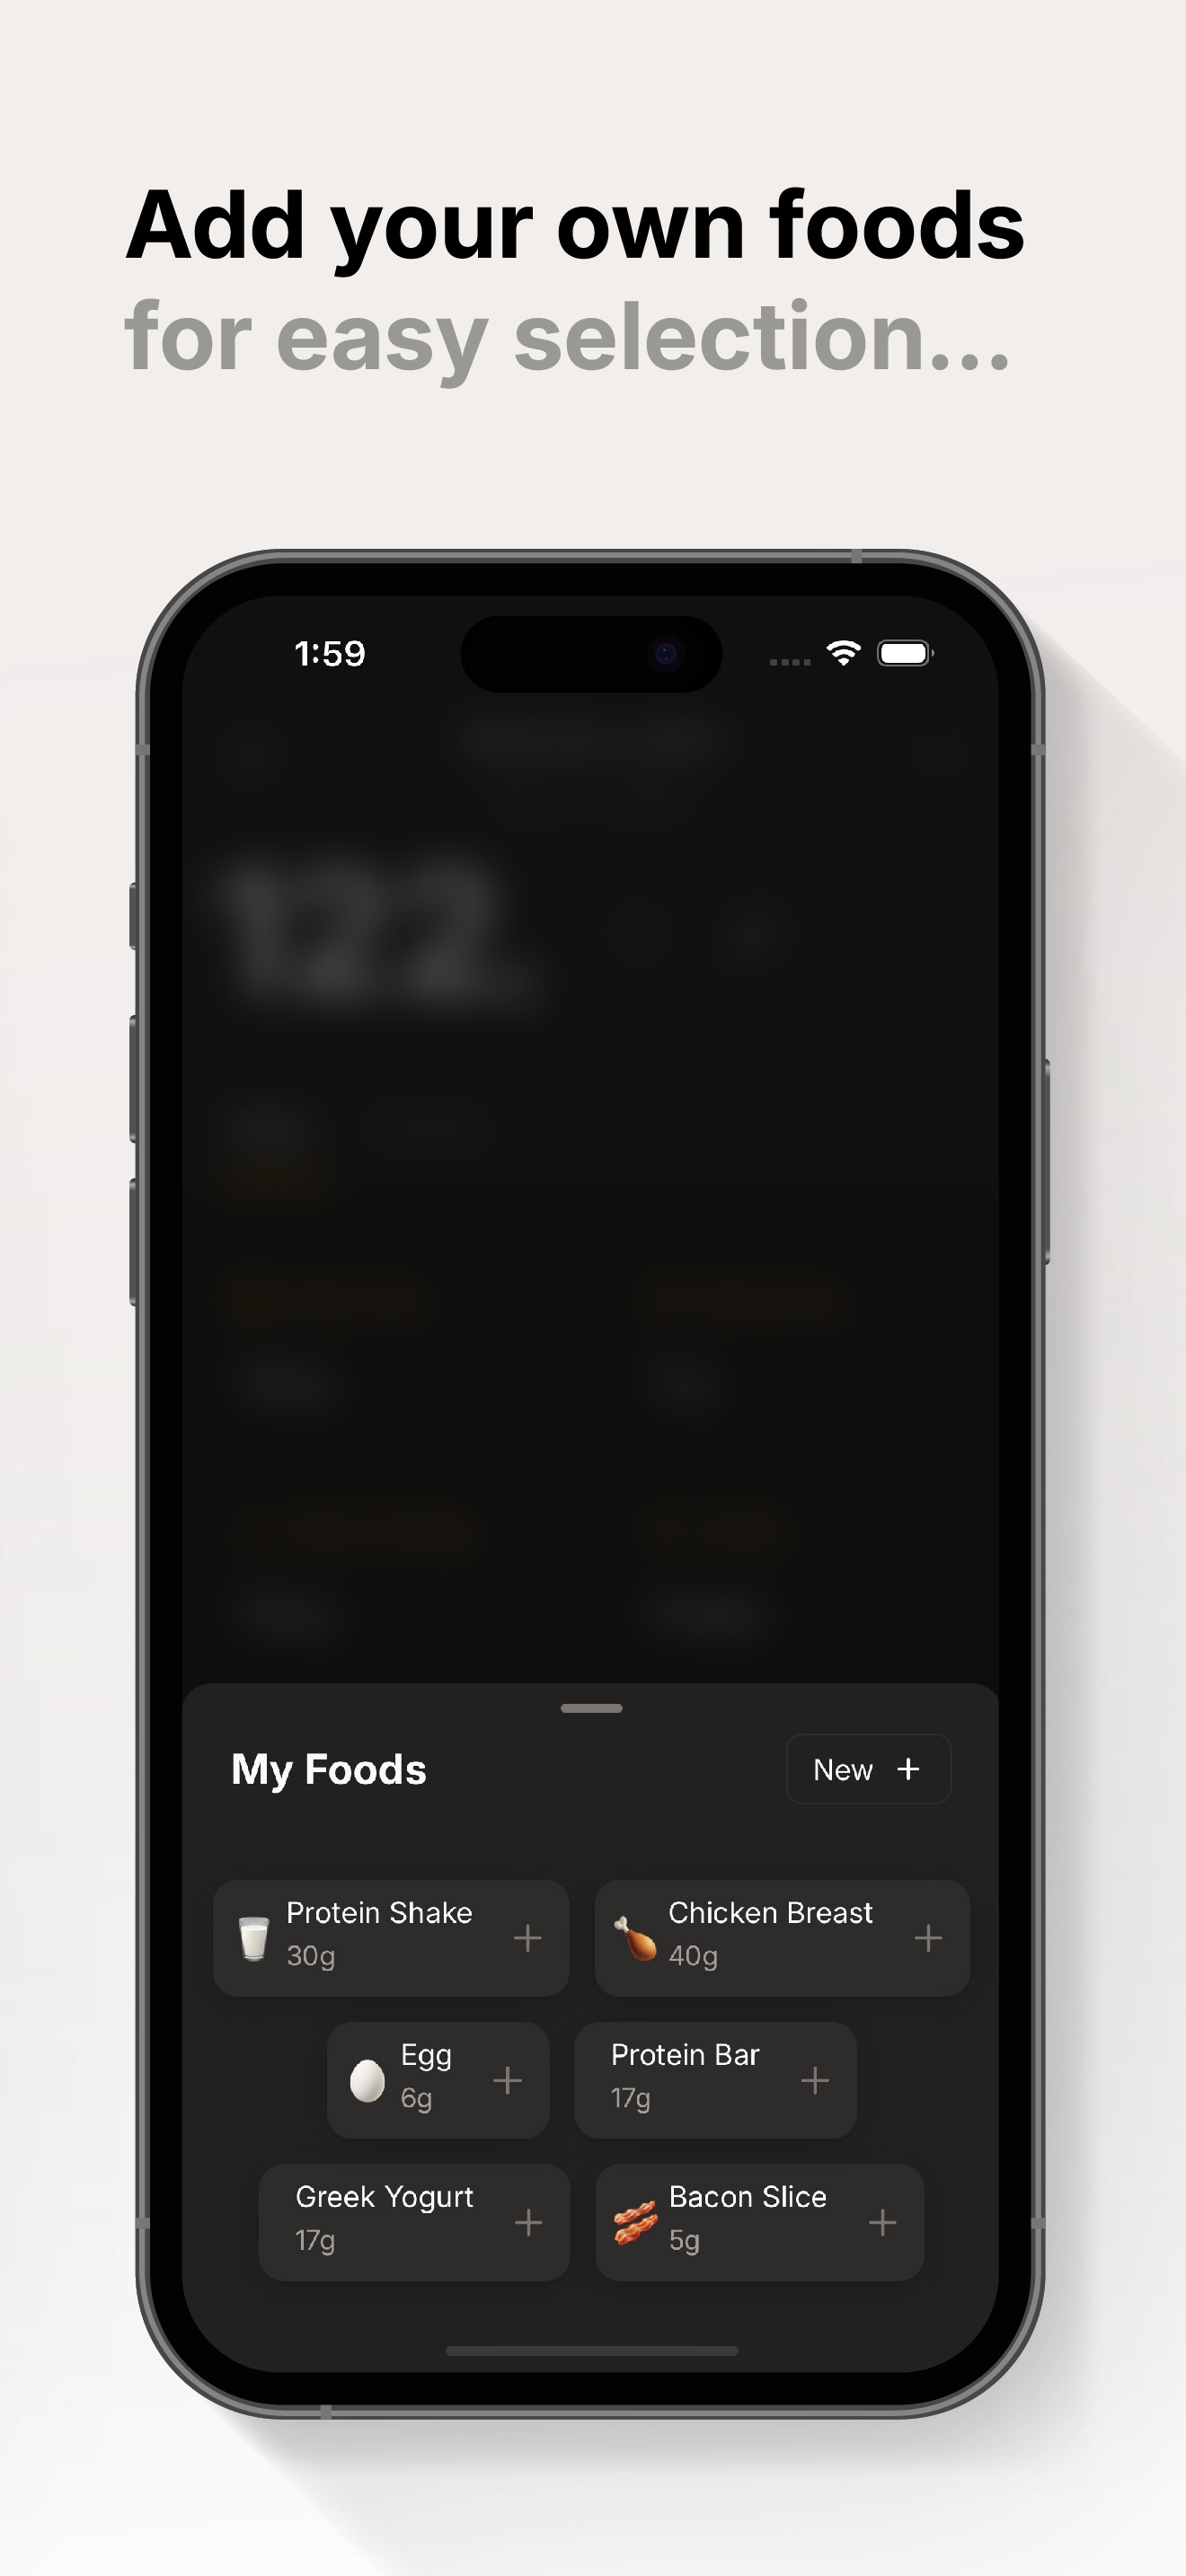 Add your own foods
for easy selection...
1:59
122
My Foods
New +
Protein Shake
30g
Chicken Breast
40g
Egg
6g
Protein Bar
17g
Greek Yogurt
17g
Bacon Slice
5g